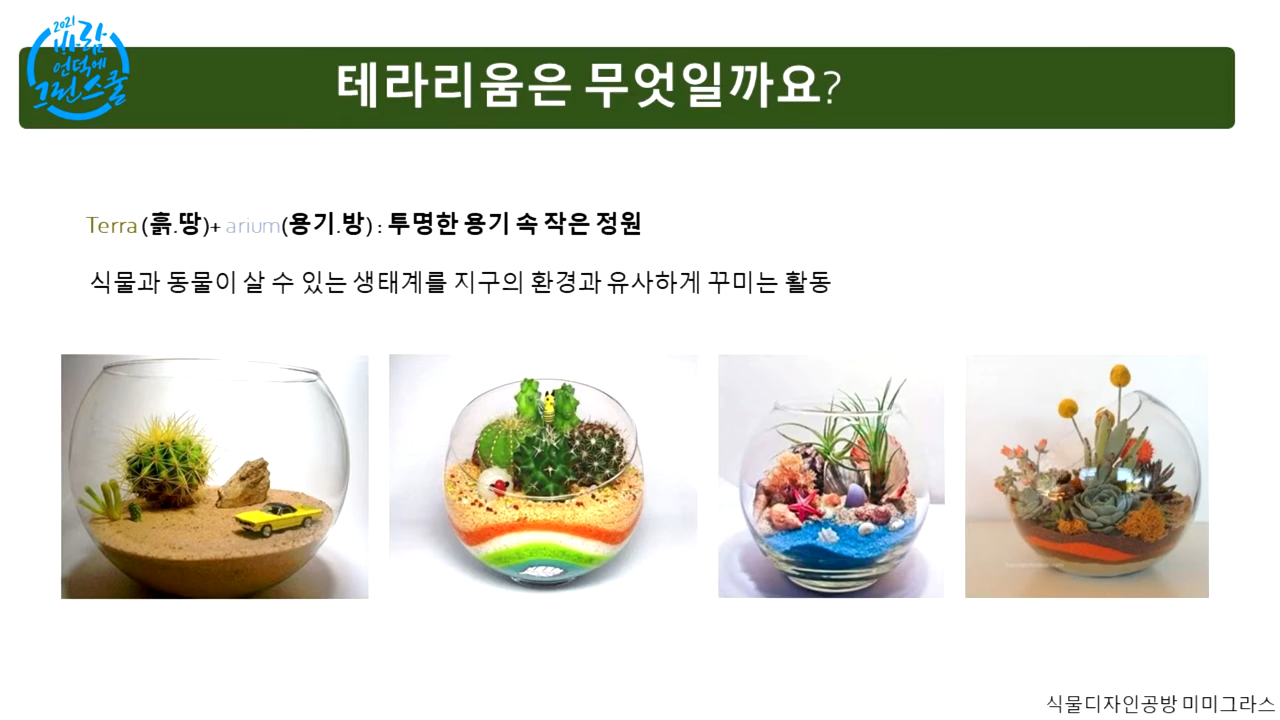 2021
바람
언덕에
그린스쿨
테라리움은 무엇일까요?
Terra (흙.땅)+ arium(용기.방) : 투명한 용기 속 작은 정원
식물과 동물이 살 수 있는 생태계를 지구의 환경과 유사하게 꾸미는 활동
식물디자인공방 미미그라스